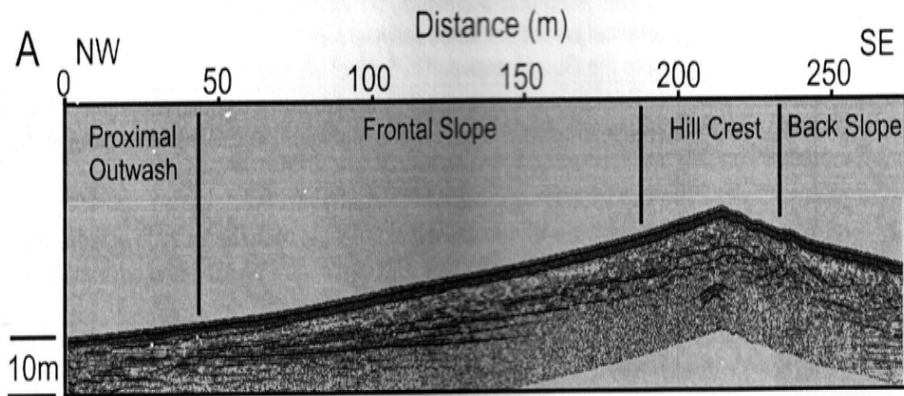 Distance (m)
A NW SE
0 50 100 150 200 250
Proximal Outwash
Frontal Slope
Hill Crest
Back Slope
10m